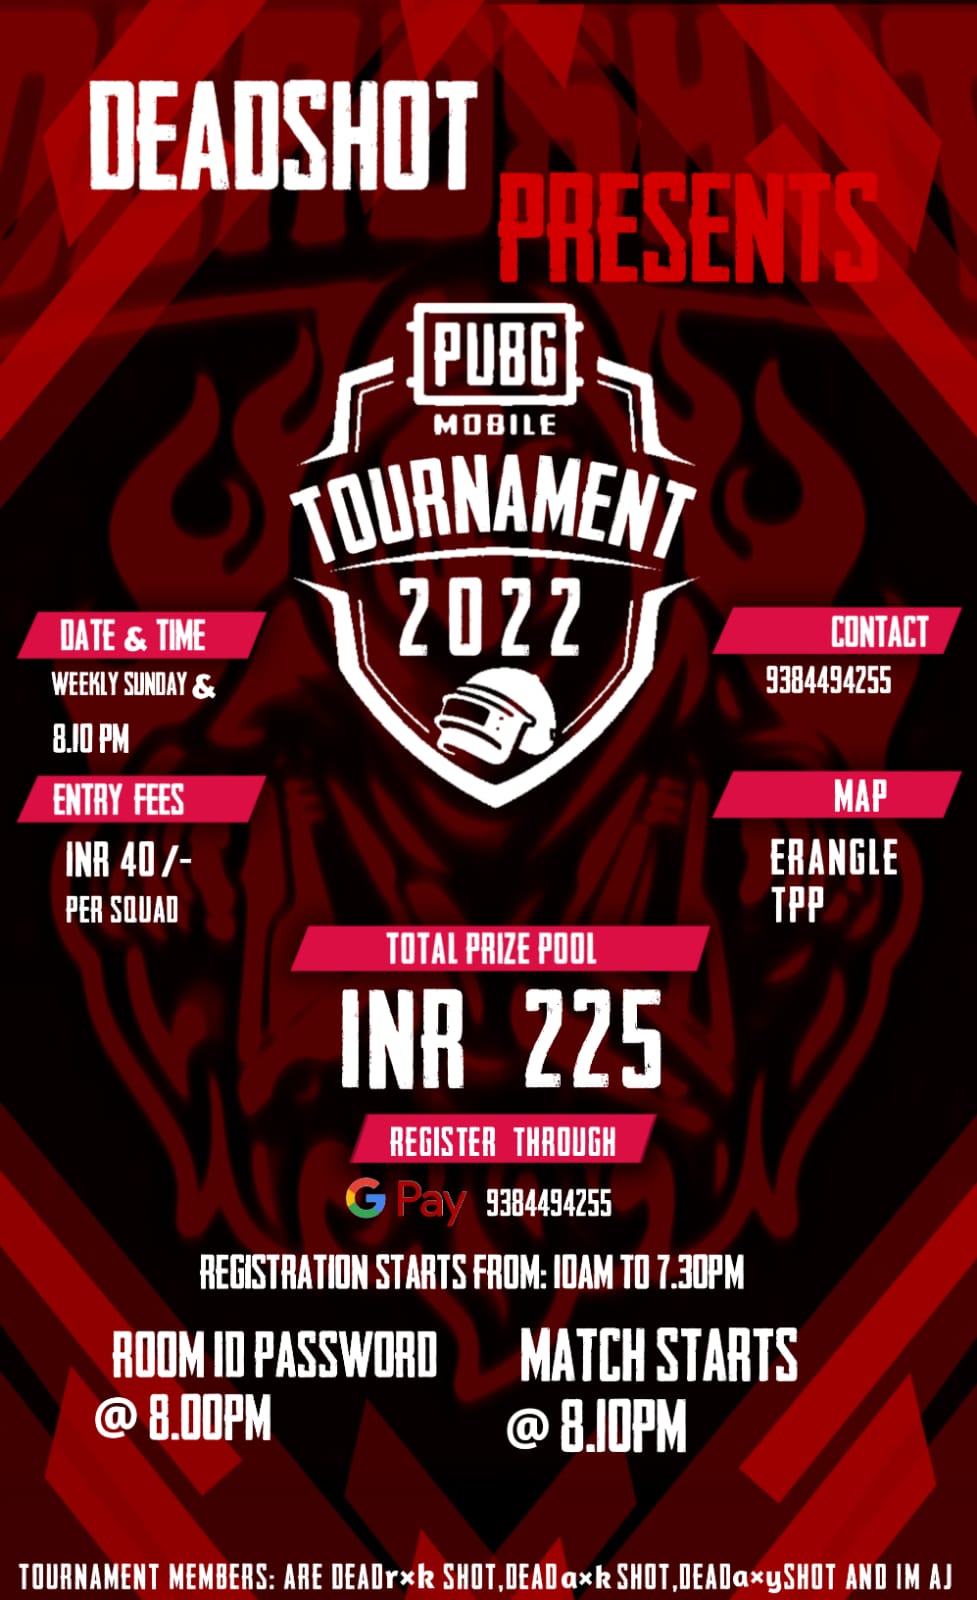 DEADSHOT
PRESENTS
PUBG
MOBILE
TOURNAMENT
2022
DATE & TIME
WEEKLY SUNDAY &
8.10 PM
CONTACT
9384494255
ENTRY FEES
INR 40 /-
PER SQUAD
MAP
ERANGLE
TPP
TOTAL PRIZE POOL
INR 225
REGISTER THROUGH
G Pay 9384494255
REGISTRATION STARTS FROM: 10AM TO 7.30PM
ROOM ID PASSWORD
@ 8.00PM
MATCH STARTS
@ 8.10PM
TOURNAMENT MEMBERS: ARE DEADr×k SHOT,DEADa×k SHOT,DEADa×ySHOT AND IM AJ